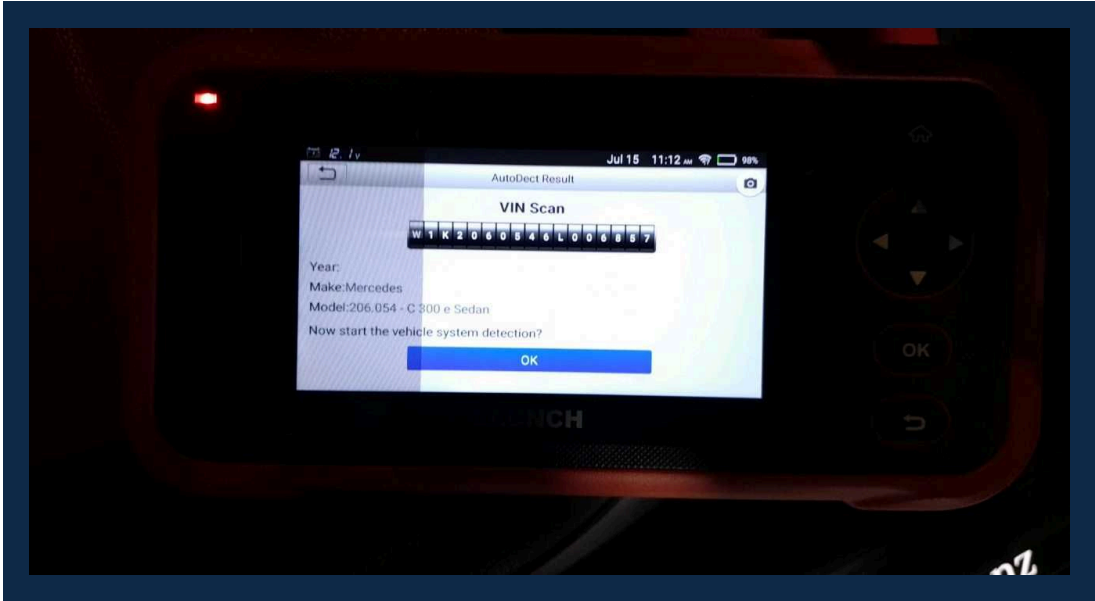 12.1v
Jul 15 11:12 AM 98%
AutoDect Result
VIN Scan
W1K2060546L006857
Year:
Make:Mercedes
Model:206.054 - C 300 e Sedan
Now start the vehicle system detection?
OK
OK